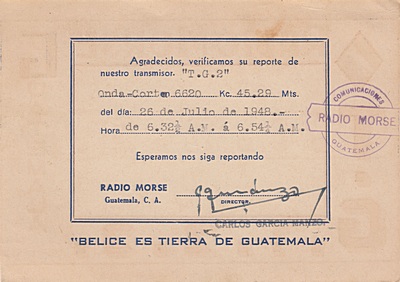 Agradecidos, verificamos su reporte de
nuestro transmisor. "T.G.2"
Onda-Corten 6620 Kc. 45.29 Mts.
del día: 26 de Julio de 1948.-
Hora de 6.32½ A.M. á 6.54½ A.M.
Esperamos nos siga reportando
RADIO MORSE
Guatemala, C. A.
DIRECTOR
CARLOS GARCIA MANZO.
"BELICE ES TIERRA DE GUATEMALA"
COMUNICACIONES
RADIO MORSE
GUATEMALA